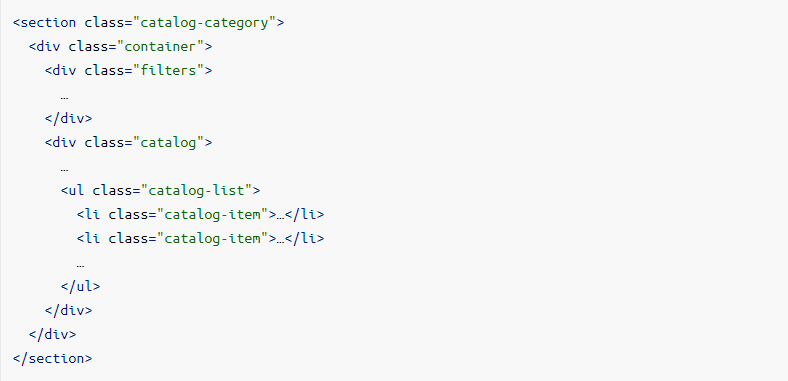 <section class="catalog-category">
<div class="container">
<div class="filters">
…
</div>
<div class="catalog">
…
<ul class="catalog-list">
<li class="catalog-item">…</li>
<li class="catalog-item">…</li>
…
</ul>
</div>
</div>
</section>